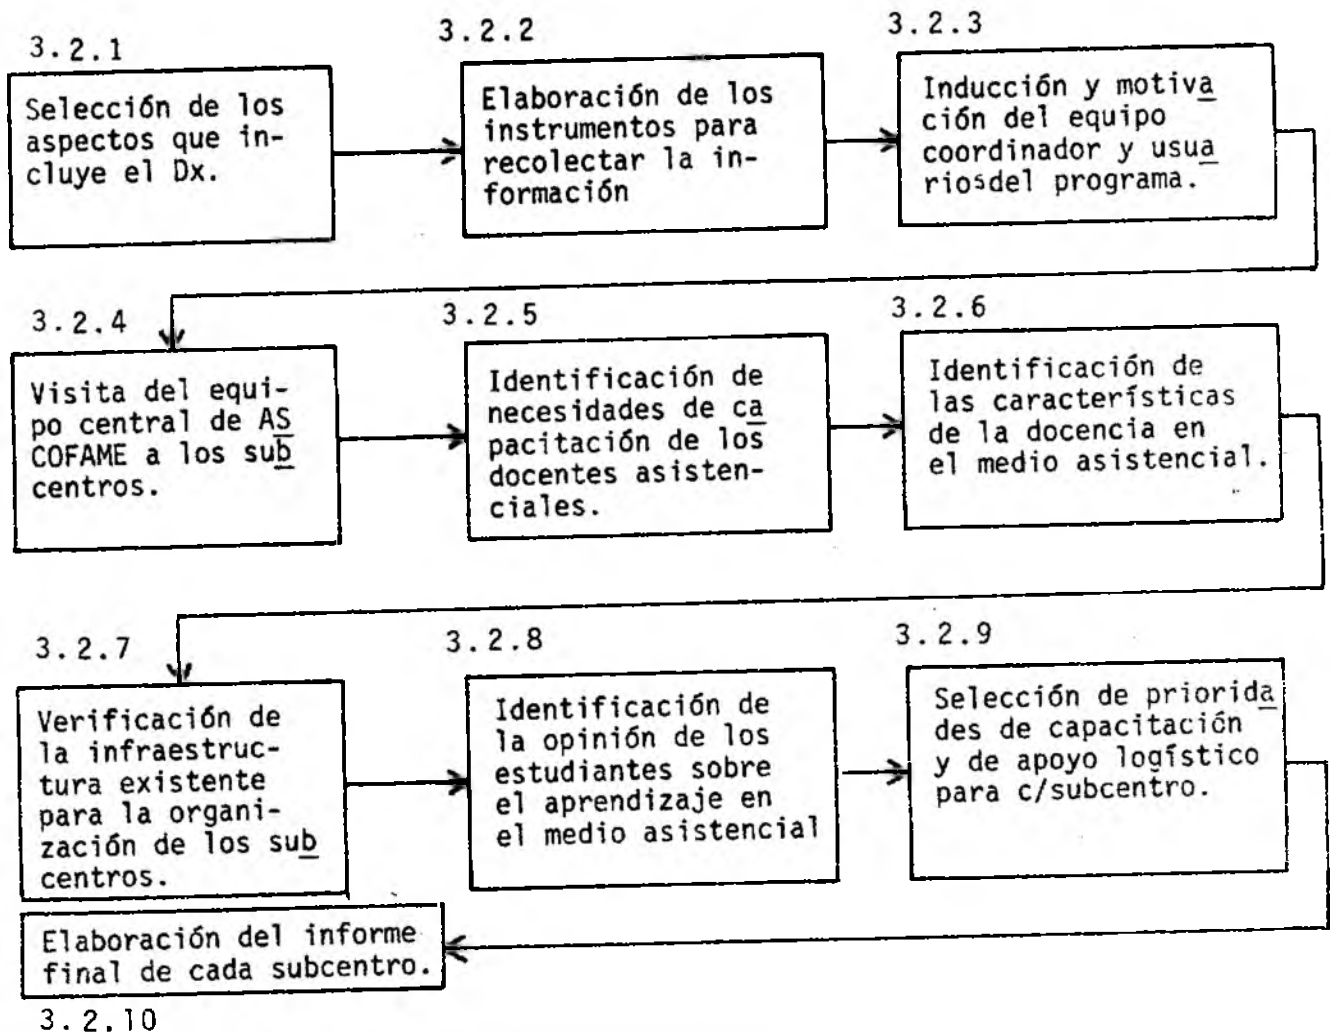 3.2.1
Selección de los
aspectos que in-
cluye el Dx.
3.2.2
Elaboración de los
instrumentos para
recolectar la in-
formación
3.2.3
Inducción y motiva
ción del equipo
coordinador y usua
riosdel programa.
3.2.4
Visita del equi-
po central de AS
COFAME a los sub
centros.
3.2.5
Identificación de
necesidades de ca
pacitación de los
docentes asisten-
ciales.
3.2.6
Identificación de
las características
de la docencia en
el medio asistencial.
3.2.7
Verificación de
la infraestruc-
tura existente
para la organi-
zación de los sub
centros.
3.2.8
Identificación de
la opinión de los
estudiantes sobre
el aprendizaje en
el medio asistencial
3.2.9
Selección de priorida
des de capacitación
y de apoyo logístico
para c/subcentro.
Elaboración del informe
final de cada subcentro.
3.2.10